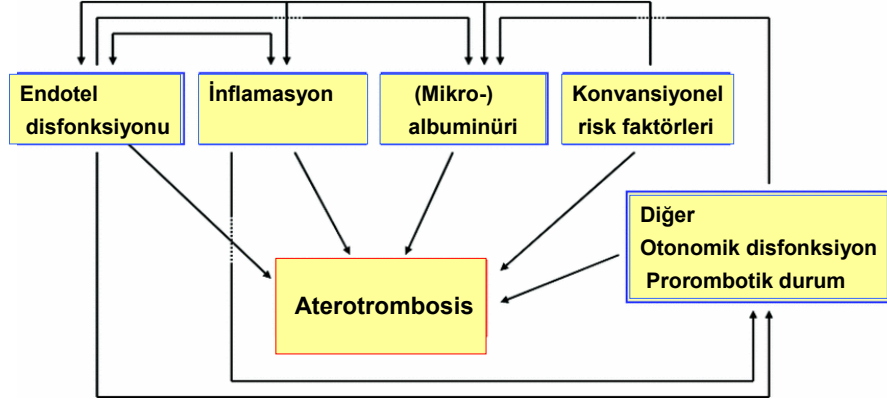 Endotel
disfonksiyonu
İnflamasyon
(Mikro-)
albuminüri
Konvansiyonel
risk faktörleri
Diğer
Otonomik disfonksiyon
Prorombotik durum
Aterotrombosis